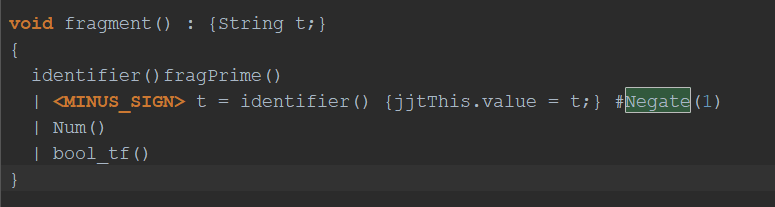 void fragment() : {String t;}
{
  identifier()fragPrime()
  | <MINUS_SIGN> t = identifier() {jjtThis.value = t;} #Negate(1)
  | Num()
  | bool_tf()
}